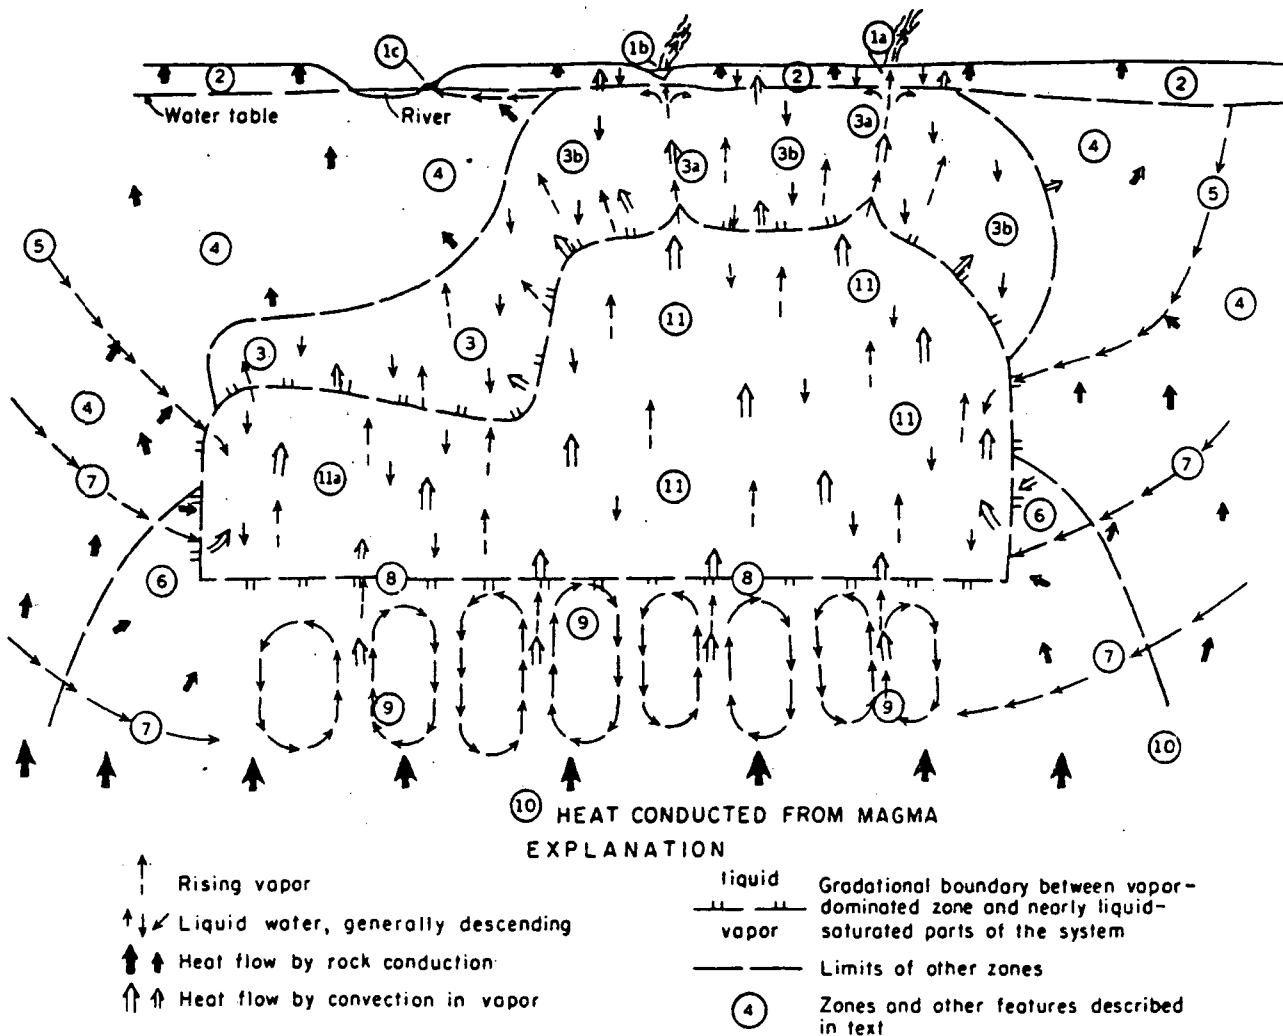 1c
1b
1a
2
2
2
Water table
River
3a
4
3b
3a
3b
4
5
5
4
3b
4
11
11
3
3
4
11
7
11a
11
7
6
6
8
8
9
7
7
9
9
10
10 HEAT CONDUCTED FROM MAGMA
EXPLANATION
Rising vapor
Liquid water, generally descending
Heat flow by rock conduction
Heat flow by convection in vapor
liquid
vapor
Gradational boundary between vapor-
dominated zone and nearly liquid-
saturated parts of the system
Limits of other zones
4
Zones and other features described
in text